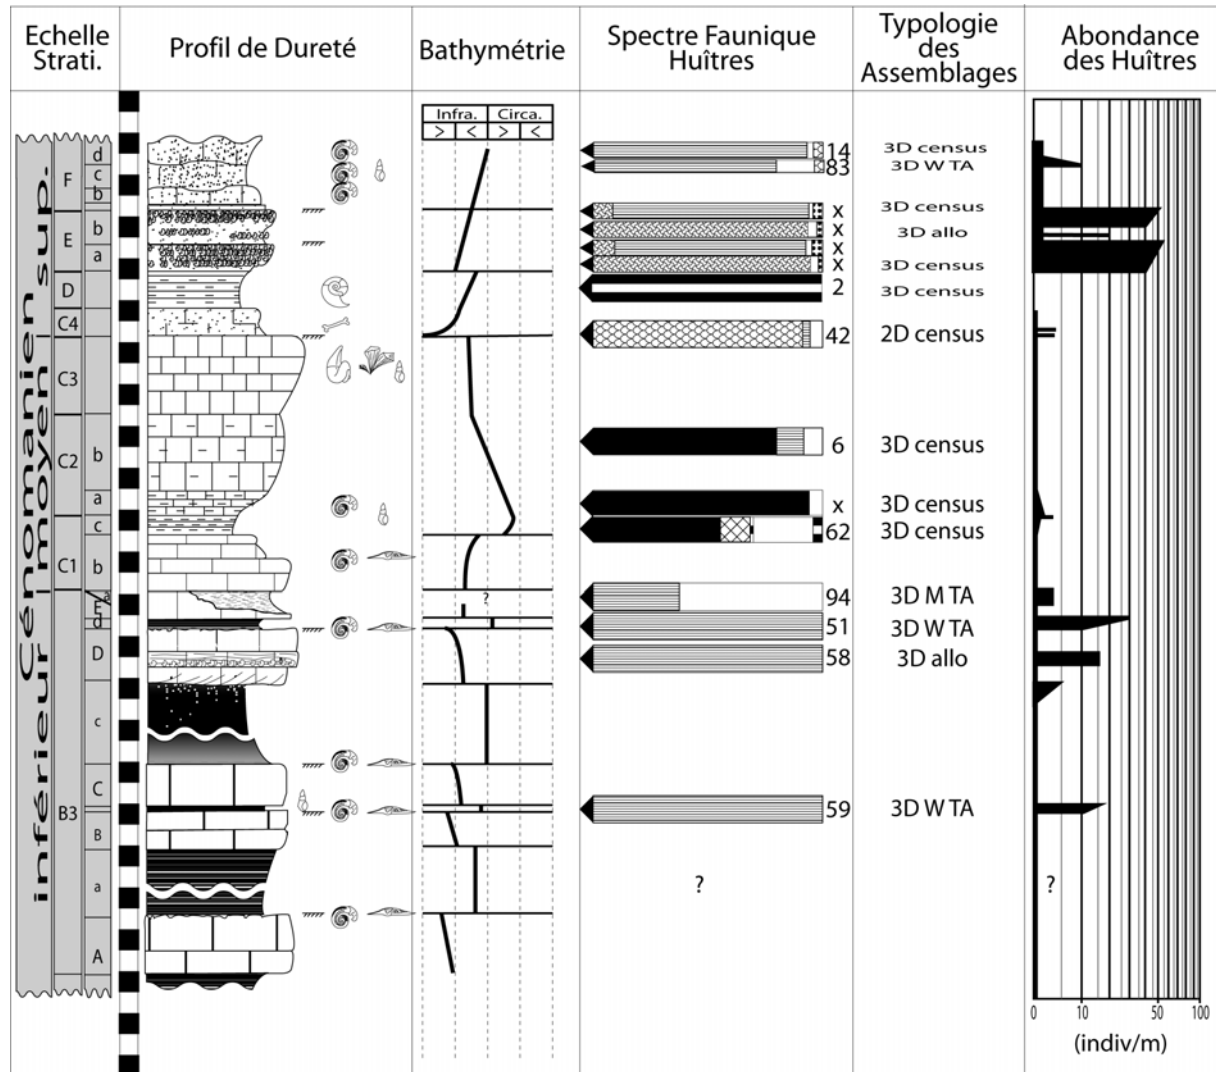 Echelle
Strati.
Profil de Dureté
Bathymétrie
Spectre Faunique
Huîtres
Typologie
des
Assemblages
Abondance
des Huîtres
Infra. Circa.
> < > <
Cénomanien
inférieur moyen sup.
F
d
c
b
E
b
a
D
C4
C3
C2
b
a
C1
c
b
B3
E
d
D
c
C
B
a
A
?
14 3D census
83 3D W TA
x 3D census
x 3D allo
x
x 3D census
2 3D census
42 2D census
6 3D census
x 3D census
62 3D census
94 3D M TA
51 3D W TA
58 3D allo
59 3D W TA
? ?
0 10 50 100
(indiv/m)